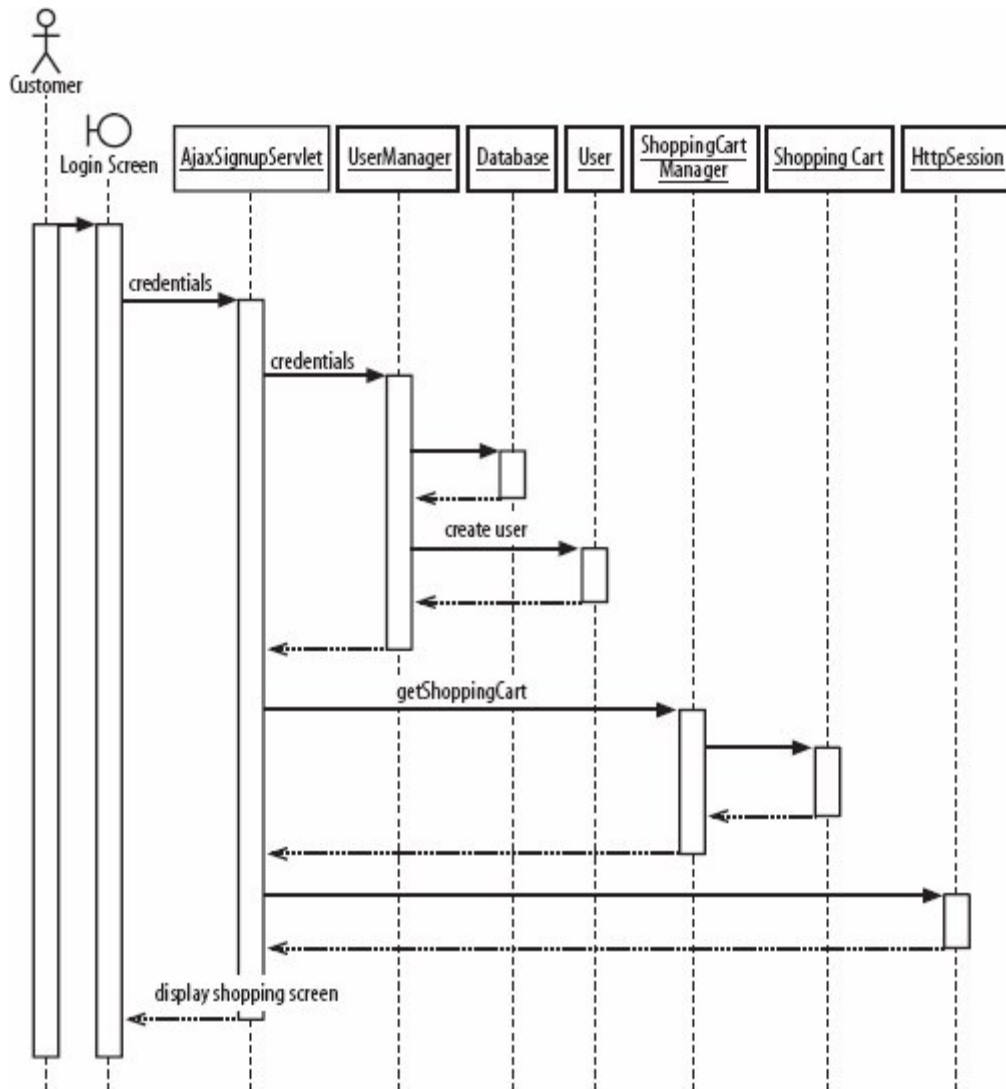 Customer
Login Screen
AjaxSignupServlet
UserManager
Database
User
ShoppingCart
Manager
Shopping Cart
HttpSession
credentials
credentials
create user
getShoppingCart
display shopping screen